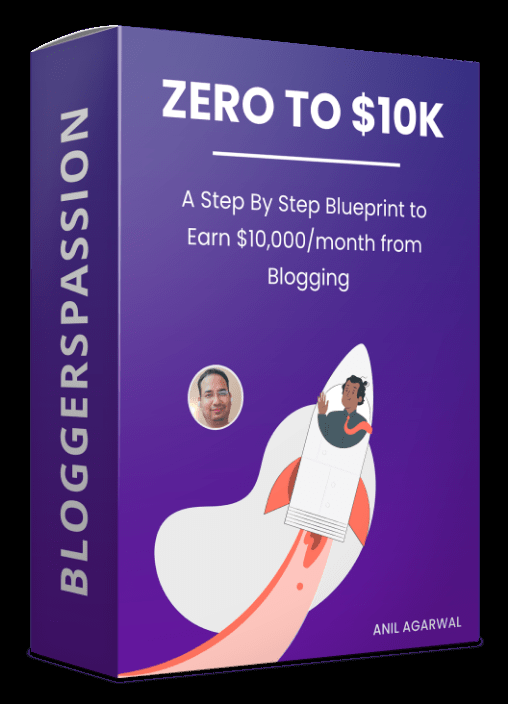 BLOGGERSPASSION
ZERO TO $10K
A Step By Step Blueprint to
Earn $10,000/month from
Blogging
ANIL AGARWAL